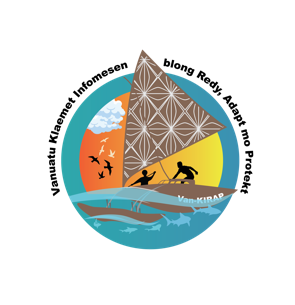 Vanuatu Klaemet Infomesen blong Redy, Adapt mo Protekt
Van-KIRAP